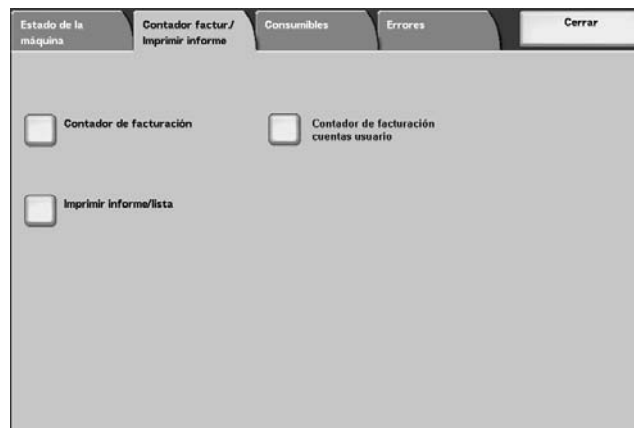 Estado de la
máquina
Contador factur./
Imprimir informe
Consumibles
Errores
Cerrar
Contador de facturación
Contador de facturación
cuentas usuario
Imprimir informe/lista